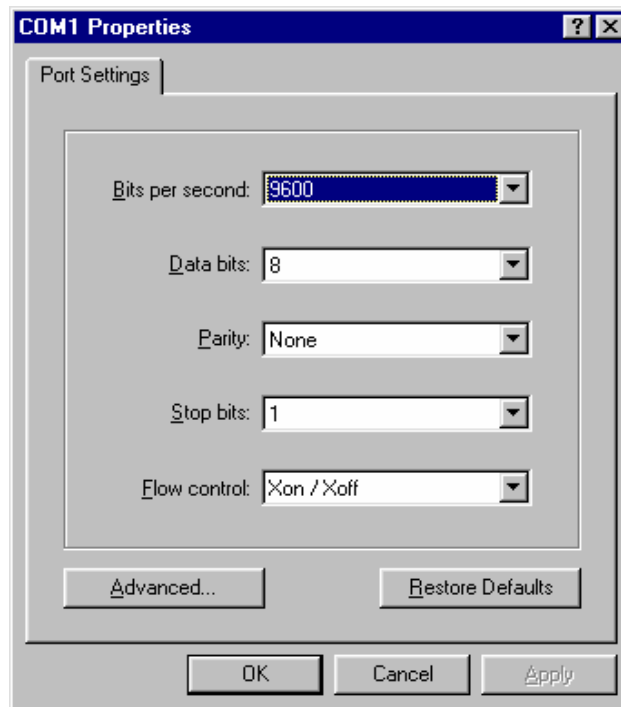 COM1 Properties
Port Settings
Bits per second: 9600
Data bits: 8
Parity: None
Stop bits: 1
Flow control: Xon / Xoff
Advanced... Restore Defaults
OK Cancel Apply